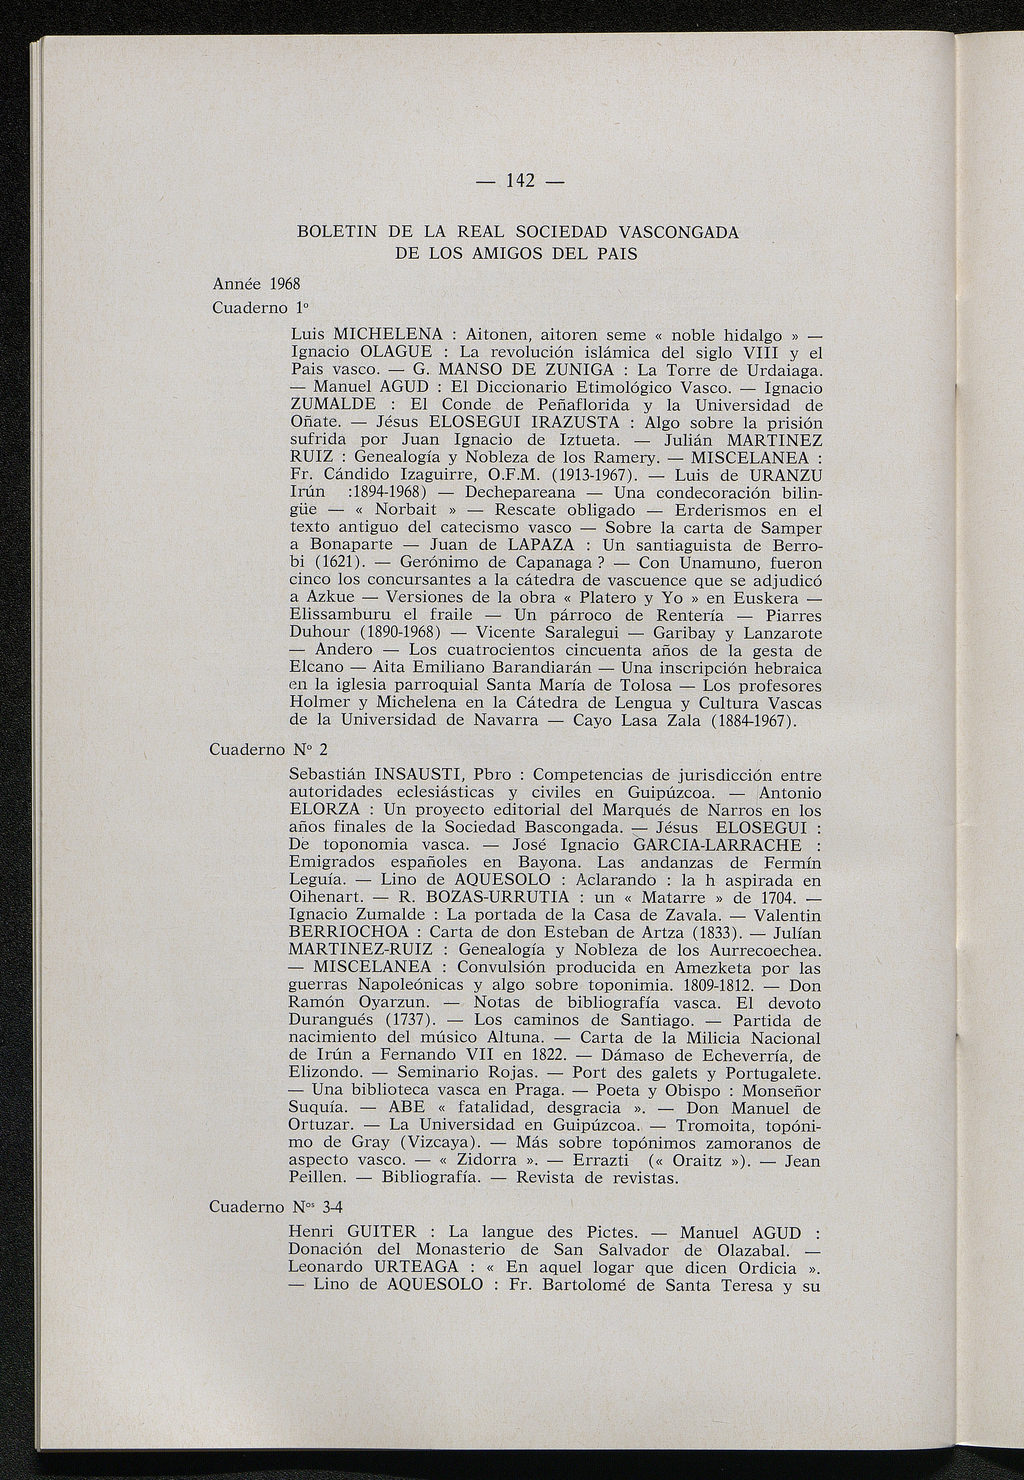 — 142 —
BOLETIN DE LA REAL SOCIEDAD VASCONGADA
DE LOS AMIGOS DEL PAIS
Année 1968
Cuaderno 1º
Luis MICHELENA : Aitonen, aitoren seme « noble hidalgo » —
Ignacio OLAGUE : La revolución islámica del siglo VIII y el
Pais vasco. — G. MANSO DE ZUNIGA : La Torre de Urdaiaga.
— Manuel AGUD : El Diccionario Etimológico Vasco. — Ignacio
ZUMALDE : El Conde de Peñaflorida y la Universidad de
Oñate. — Jésus ELOSEGUI IRAZUSTA : Algo sobre la prisión
sufrida por Juan Ignacio de Iztueta. — Julián MARTINEZ
RUIZ : Genealogía y Nobleza de los Ramery. — MISCELANEA :
Fr. Cándido Izaguirre, O.F.M. (1913-1967). — Luis de URANZU
Irún :1894-1968) — Dechepareana — Una condecoración bilin-
güe — « Norbait » — Rescate obligado — Erderismos en el
texto antiguo del catecismo vasco — Sobre la carta de Samper
a Bonaparte — Juan de LAPAZA : Un santiaguista de Berro-
bi (1621). — Gerónimo de Capanaga ? — Con Unamuno, fueron
cinco los concursantes a la cátedra de vascuence que se adjudicó
a Azkue — Versiones de la obra « Platero y Yo » en Euskera —
Elissamburu el fraile — Un párroco de Rentería — Piarres
Duhour (1890-1968) — Vicente Saralegui — Garibay y Lanzarote
— Andero — Los cuatrocientos cincuenta años de la gesta de
Elcano — Aita Emiliano Barandiarán — Una inscripción hebraica
en la iglesia parroquial Santa María de Tolosa — Los profesores
Holmer y Michelena en la Cátedra de Lengua y Cultura Vascas
de la Universidad de Navarra — Cayo Lasa Zala (1884-1967).
Cuaderno Nº 2
Sebastián INSAUSTI, Pbro : Competencias de jurisdicción entre
autoridades eclesiásticas y civiles en Guipúzcoa. — Antonio
ELORZA : Un proyecto editorial del Marqués de Narros en los
años finales de la Sociedad Bascongada. — Jésus ELOSEGUI :
De toponomia vasca. — José Ignacio GARCIA-LARRACHE :
Emigrados españoles en Bayona. Las andanzas de Fermín
Leguía. — Lino de AQUESOLO : Aclarando : la h aspirada en
Oihenart. — R. BOZAS-URRUTIA : un « Matarre » de 1704. —
Ignacio Zumalde : La portada de la Casa de Zavala. — Valentin
BERRIOCHOA : Carta de don Esteban de Artza (1833). — Julían
MARTINEZ-RUIZ : Genealogía y Nobleza de los Aurrecoechea.
— MISCELANEA : Convulsión producida en Amezketa por las
guerras Napoleónicas y algo sobre toponimia. 1809-1812. — Don
Ramón Oyarzun. — Notas de bibliografía vasca. El devoto
Durangués (1737). — Los caminos de Santiago. — Partida de
nacimiento del músico Altuna. — Carta de la Milicia Nacional
de Irún a Fernando VII en 1822. — Dámaso de Echeverría, de
Elizondo. — Seminario Rojas. — Port des galets y Portugalete.
— Una biblioteca vasca en Praga. — Poeta y Obispo : Monseñor
Suquía. — ABE « fatalidad, desgracia ». — Don Manuel de
Ortuzar. — La Universidad en Guipúzcoa. — Tromoita, topóni-
mo de Gray (Vizcaya). — Más sobre topónimos zamoranos de
aspecto vasco. — « Zidorra ». — Errazti (« Oraitz »). — Jean
Peillen. — Bibliografía. — Revista de revistas.
Cuaderno Nos 3-4
Henri GUITER : La langue des Pictes. — Manuel AGUD :
Donación del Monasterio de San Salvador de Olazabal. —
Leonardo URTEAGA : « En aquel logar que dicen Ordicia ».
— Lino de AQUESOLO : Fr. Bartolomé de Santa Teresa y su